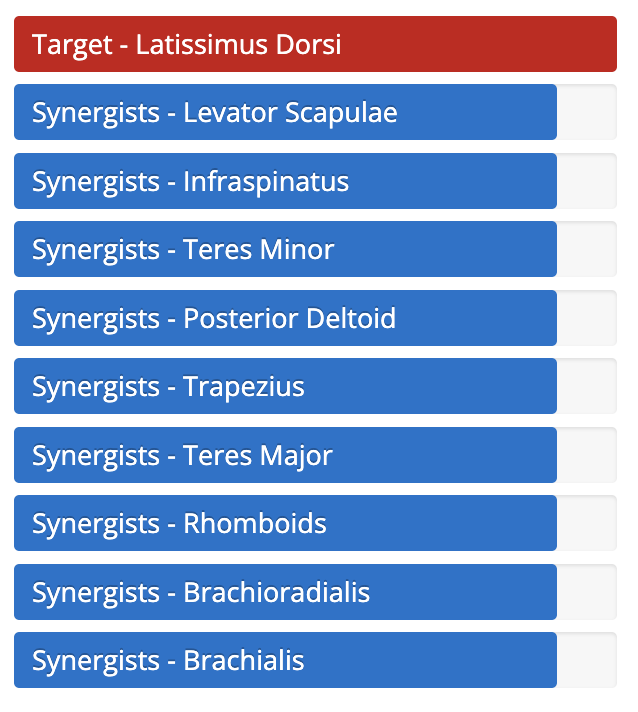 Target - Latissimus Dorsi
Synergists - Levator Scapulae
Synergists - Infraspinatus
Synergists - Teres Minor
Synergists - Posterior Deltoid
Synergists - Trapezius
Synergists - Teres Major
Synergists - Rhomboids
Synergists - Brachioradialis
Synergists - Brachialis